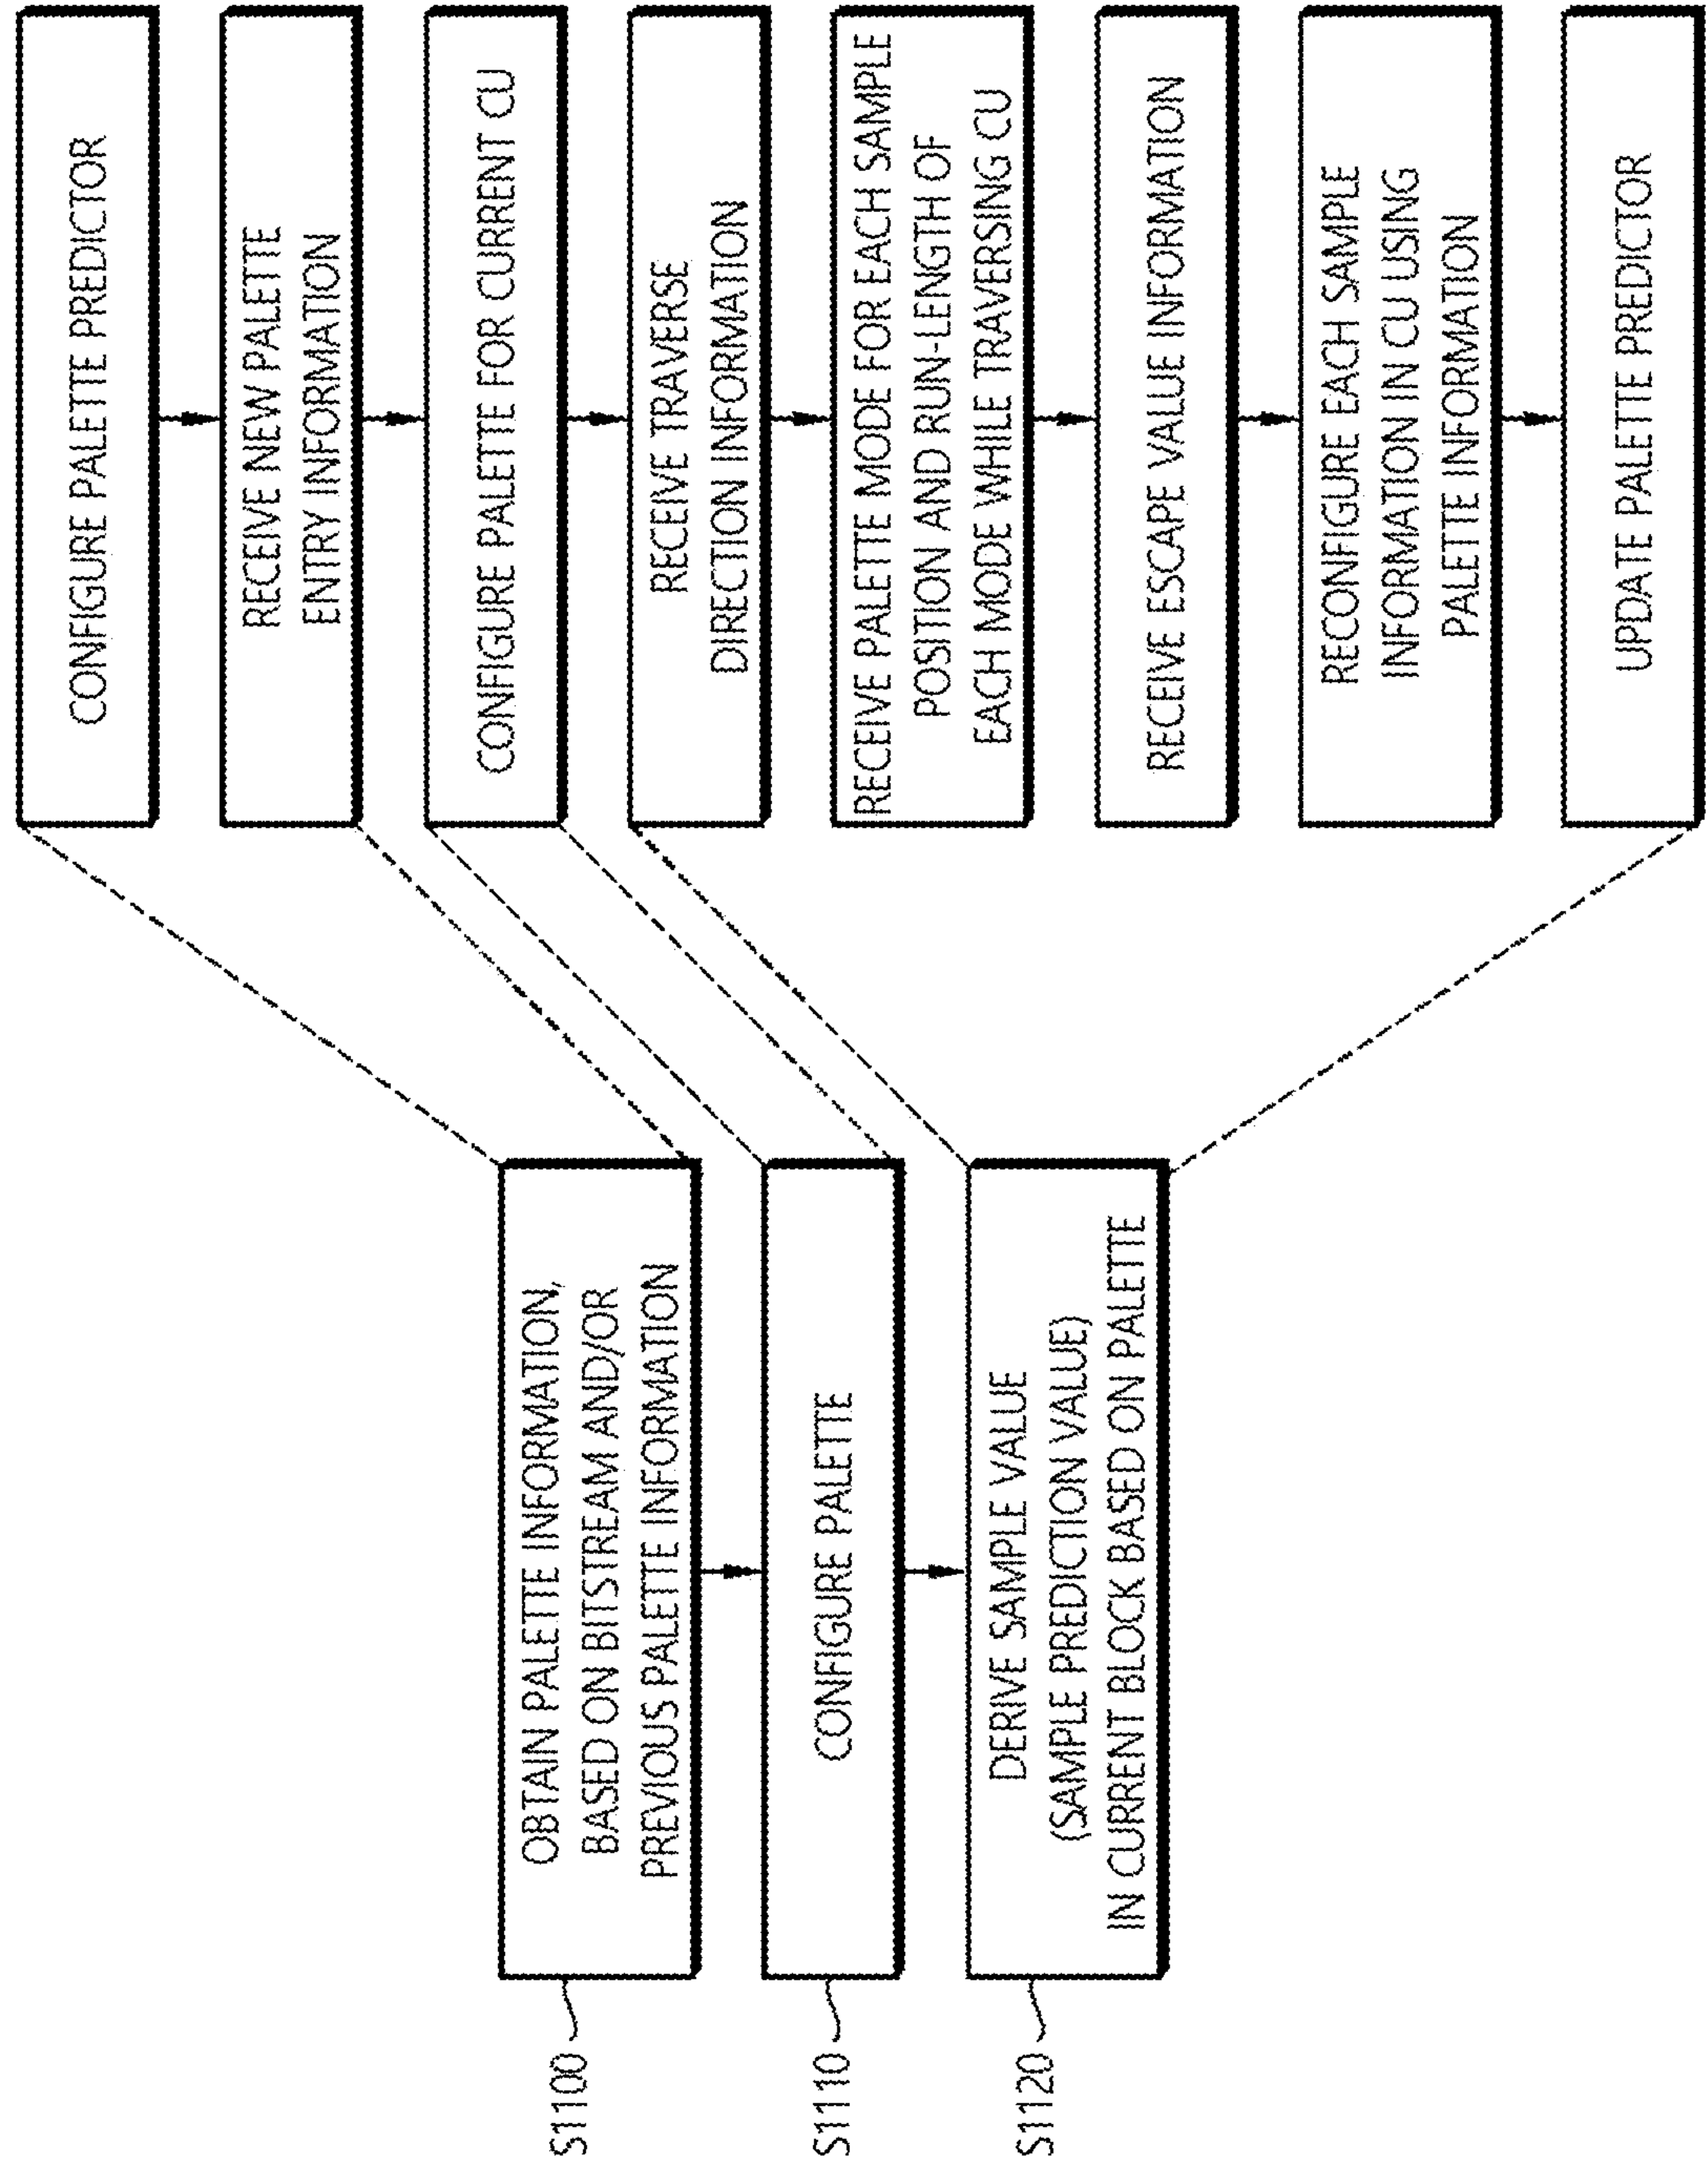 S1100
OBTAIN PALETTE INFORMATION,
BASED ON BITSTREAM AND/OR
PREVIOUS PALETTE INFORMATION
S1110
CONFIGURE PALETTE
S1120
DERIVE SAMPLE VALUE
(SAMPLE PREDICTION VALUE)
IN CURRENT BLOCK BASED ON PALETTE
CONFIGURE PALETTE PREDICTOR
RECEIVE NEW PALETTE
ENTRY INFORMATION
CONFIGURE PALETTE FOR CURRENT CU
RECEIVE TRAVERSE
DIRECTION INFORMATION
RECEIVE PALETTE MODE FOR EACH SAMPLE
POSITION AND RUN-LENGTH OF
EACH MODE WHILE TRAVERSING CU
RECEIVE ESCAPE VALUE INFORMATION
RECONFIGURE EACH SAMPLE
INFORMATION IN CU USING
PALETTE INFORMATION
UPDATE PALETTE PREDICTOR